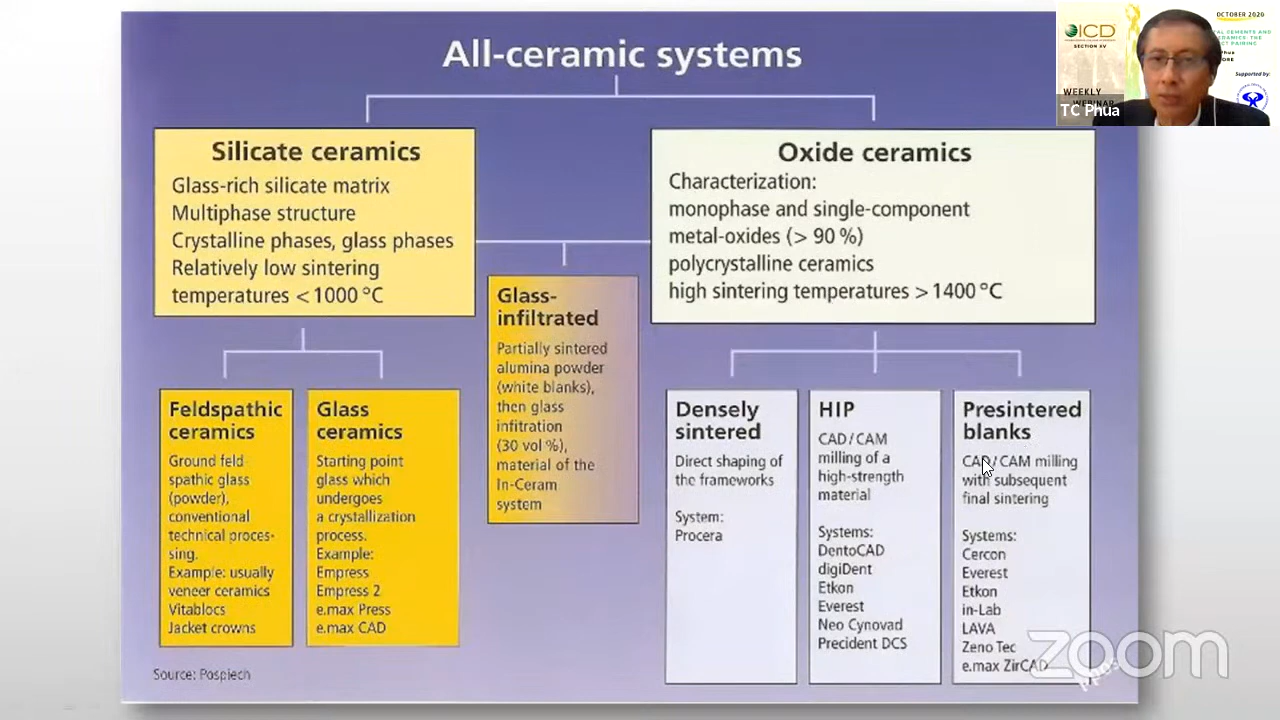 All-ceramic systems
Silicate ceramics
Glass-rich silicate matrix
Multiphase structure
Crystalline phases, glass phases
Relatively low sintering
temperatures < 1000 °C
Oxide ceramics
Characterization:
monophase and single-component
metal-oxides (> 90 %)
polycrystalline ceramics
high sintering temperatures > 1400 °C
Glass-
infiltrated
Partially sintered
alumina powder
(white blanks),
then glass
infitration
(30 vol %),
material of the
In-Ceram
system
Feldspathic
ceramics
Ground feld
spathic glass
(powder),
conventional
technical proces-
sing.
Example: usually
veneer ceramics
Vitablocs
Jacket crowns
Glass
ceramics
Starting point
glass which
undergoes
a crystallization
process.
Example:
Empress
Empress 2
e.max Press
e.max CAD
Densely
sintered
Direct shaping of
the frameworks
System:
Procera
HIP
CAD/CAM
milling of a
high-strength
material
Systems:
DentoCAD
digiDent
Etkon
Everest
Neo Cynovad
Precident DCS
Presintered
blanks
CAD/CAM milling
with subsequent
final sintering
Systems:
Cercon
Everest
Etkon
in-Lab
LAVA
Zeno Tec
e.max ZirCAD
Source: Pospiech
ICD
SECTION XV
WEEKLY
WEBINAR
TC Phua
OCTOBER 2020
CEMENTS AND
THE
PAIRING
Supported by:
zoom